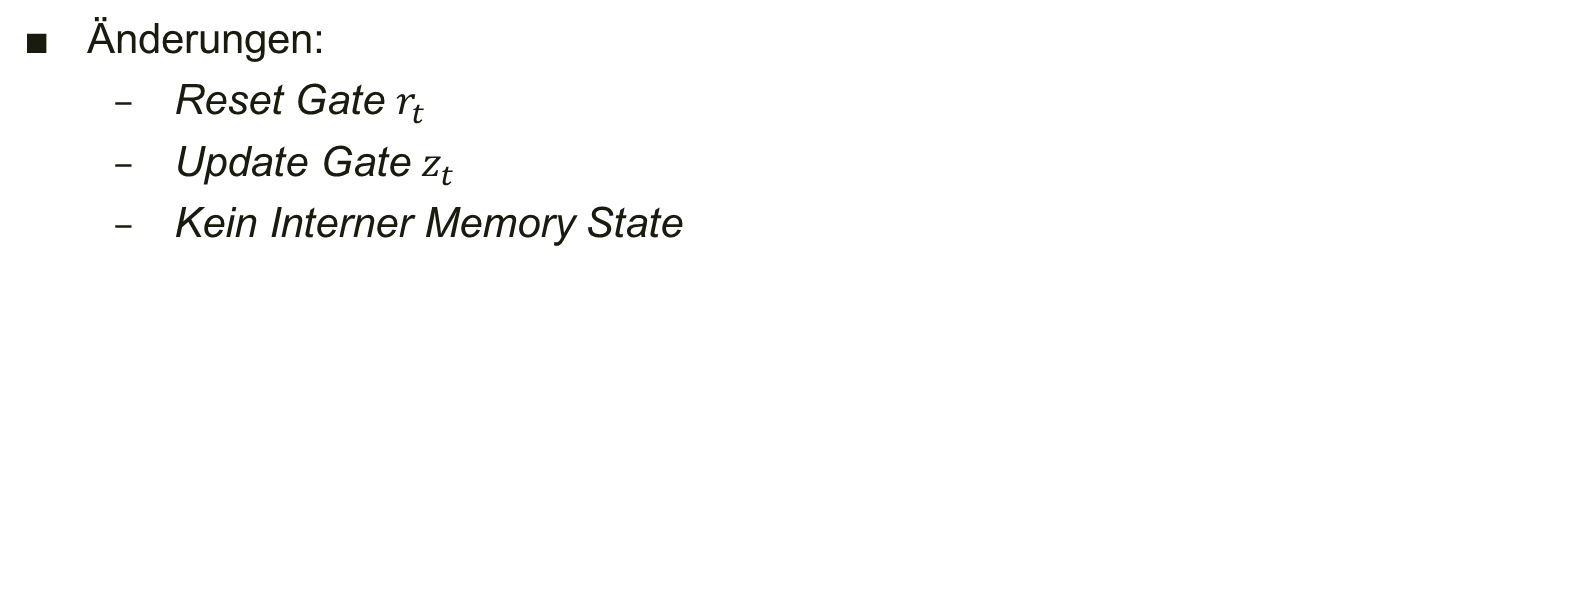 ■ Änderungen:
– Reset Gate r_t
– Update Gate z_t
– Kein Interner Memory State